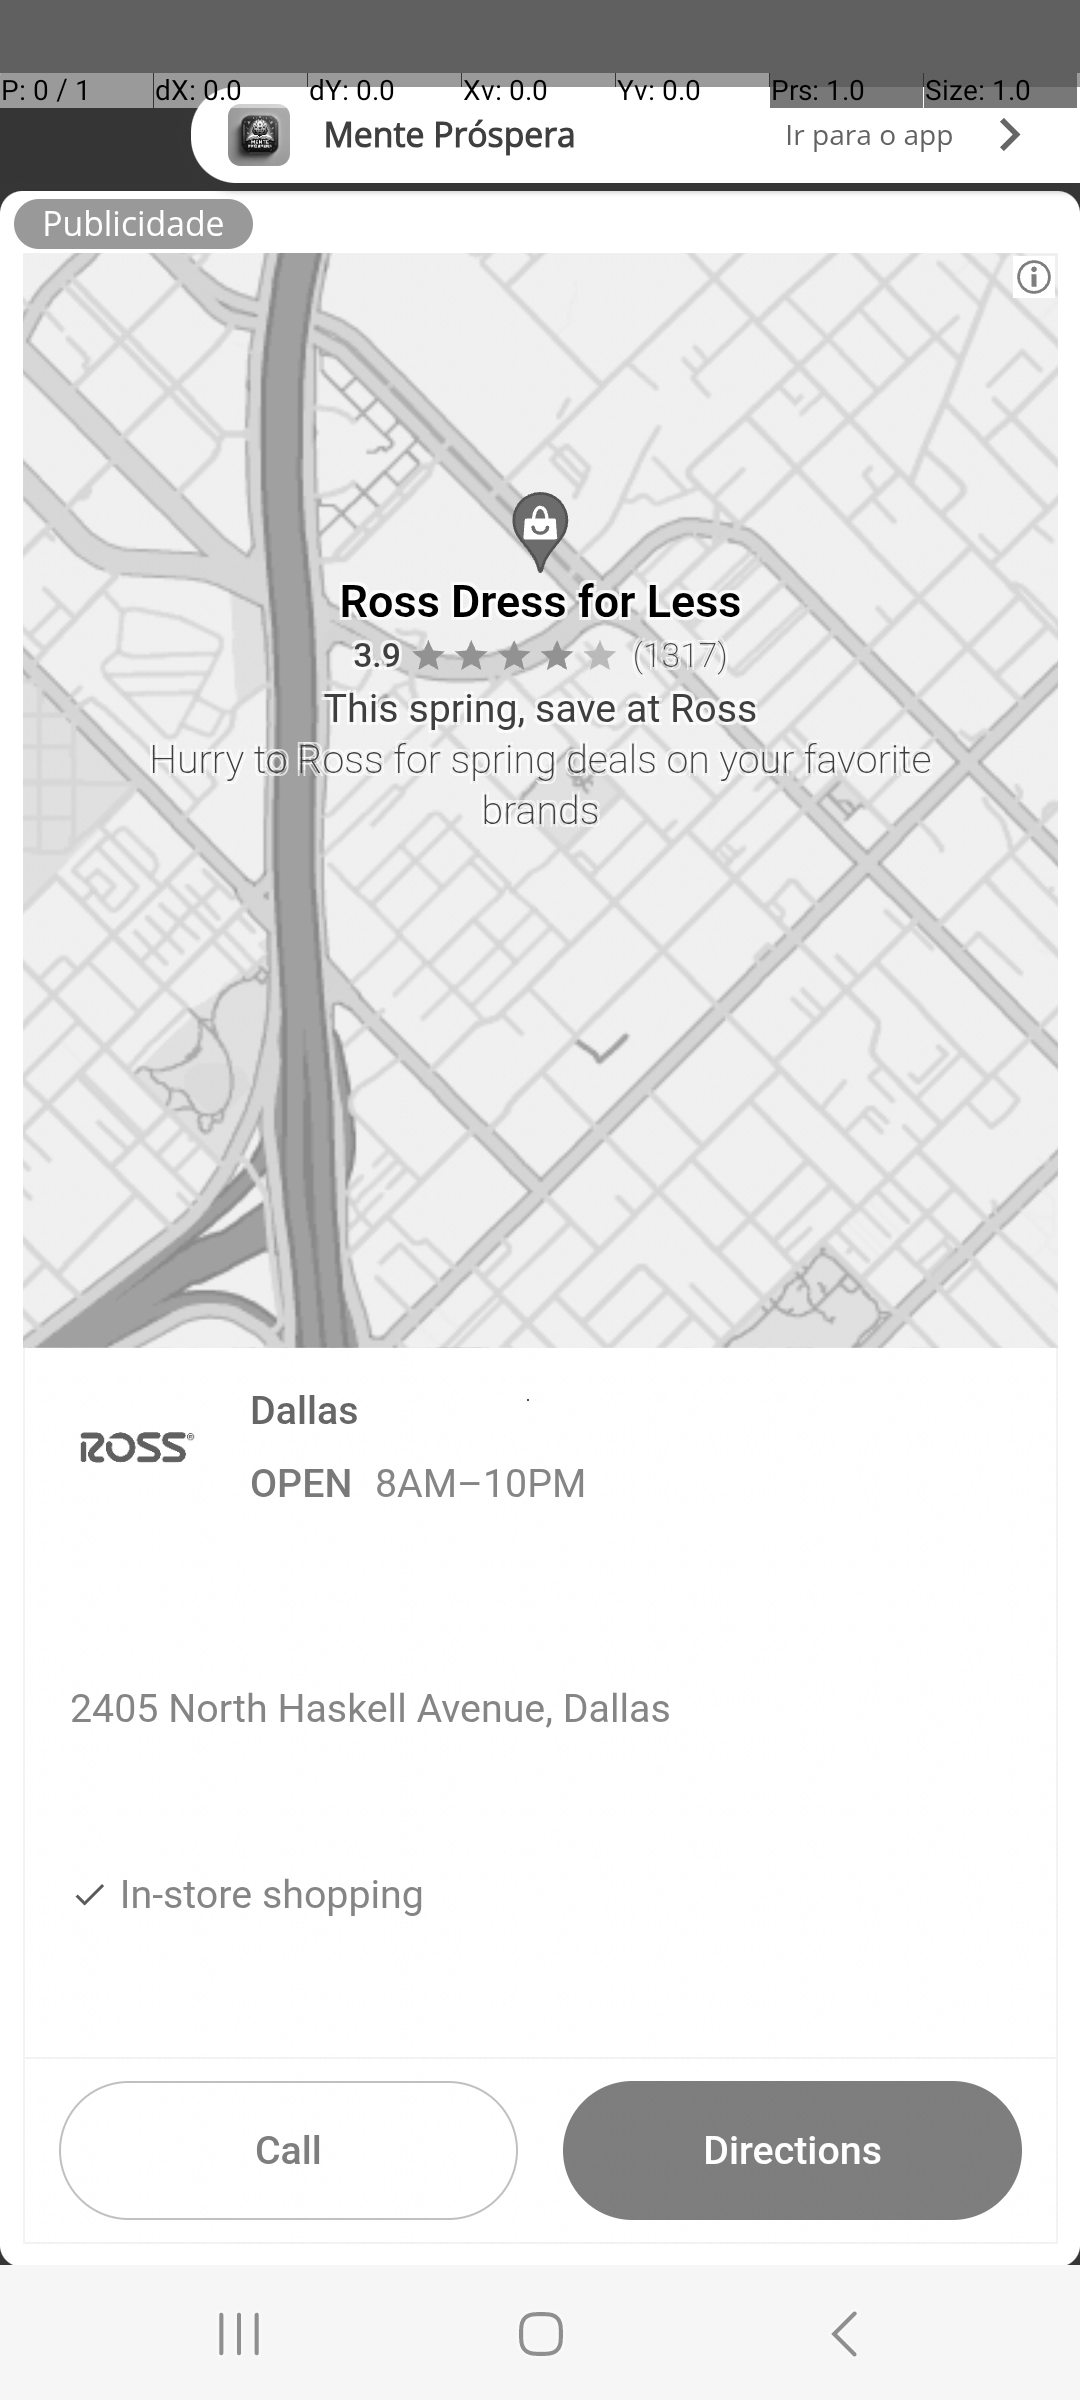 P: 0 / 1 dX: 0.0 dY: 0.0 Xv: 0.0 Yv: 0.0 Prs: 1.0 Size: 1.0
Mente Próspera Ir para o app
Publicidade
Ross Dress for Less
3.9 (1317)
This spring, save at Ross
Hurry to Ross for spring deals on your favorite
brands
Dallas
ROSS®
OPEN 8AM–10PM
2405 North Haskell Avenue, Dallas
In-store shopping
Call Directions